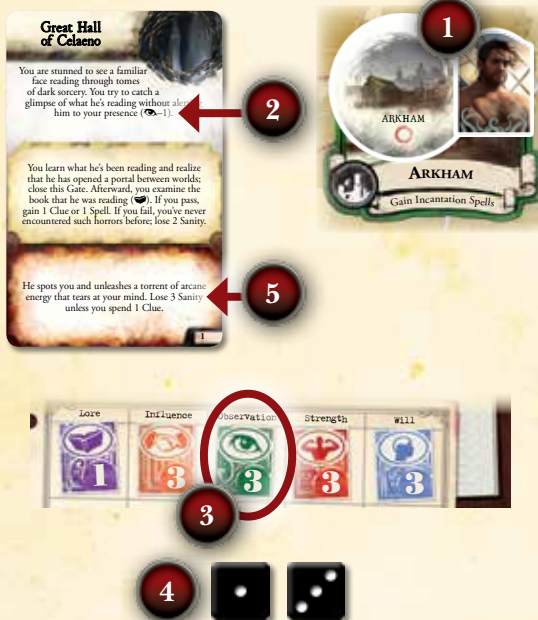 Great Hall
of Celaeno
You are stunned to see a familiar
face reading through tomes
of dark sorcery. You try to catch a
glimpse of what he's reading without
him to your presence ( –1).
You learn what he's been reading and realize
that he has opened a portal between worlds;
close this Gate. Afterward, you examine the
book that he was reading ( ). If you pass,
gain 1 Clue or 1 Spell. If you fail, you've never
encountered such horrors before; lose 2 Sanity.
He spots you and unleashes a torrent of arcane
energy that tears at your mind. Lose 3 Sanity
unless you spend 1 Clue.
1
2
5
1
ARKHAM
ARKHAM
Gain Incantation Spells
Lore Influence Observation Strength Will
1 3 3 3 3
3
4